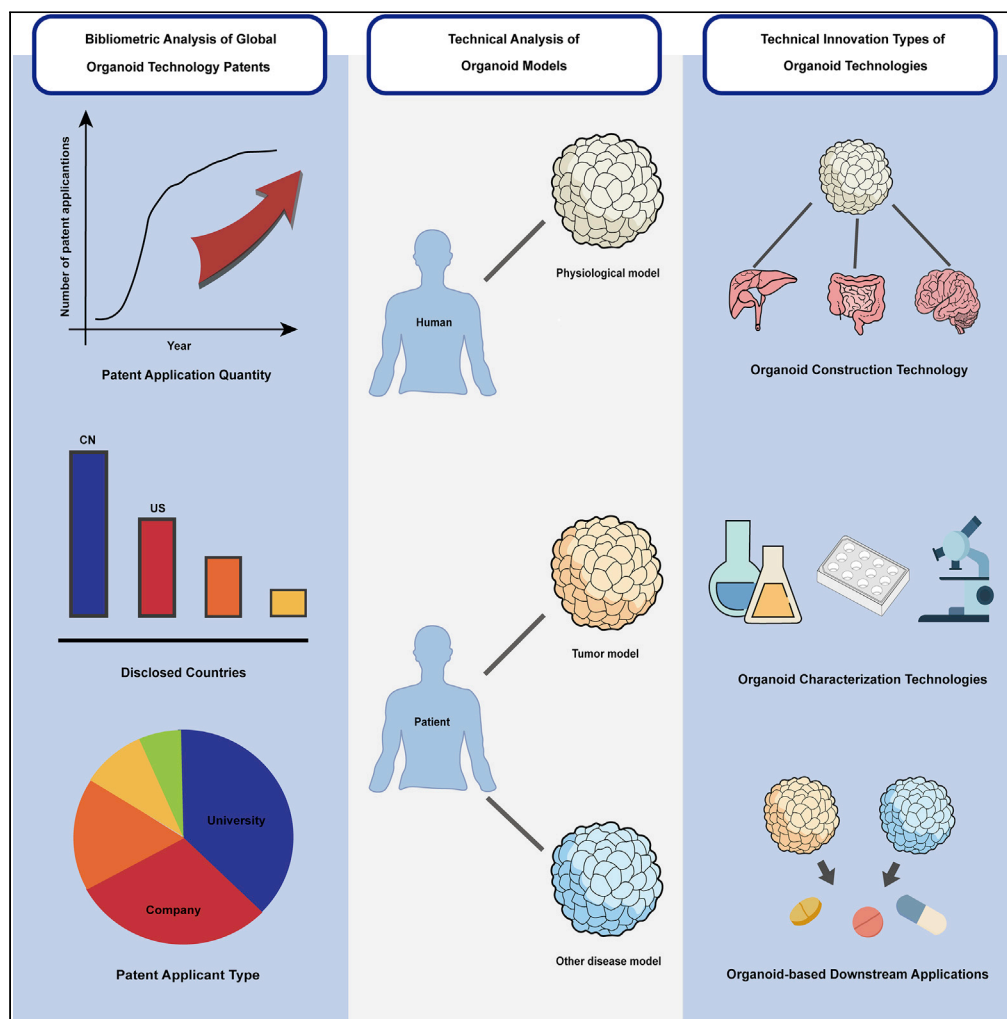 Bibliometric Analysis of Global
Organoid Technology Patents
Number of patent applicantions
Year
Patent Application Quantity
CN
US
Disclosed Countries
University
Company
Patent Applicant Type
Technical Analysis of
Organoid Models
Physiological model
Human
Tumor model
Patient
Other disease model
Technical Innovation Types of
Organoid Technologies
Organoid Construction Technology
Organoid Characterization Technologies
Organoid-based Downstream Applications